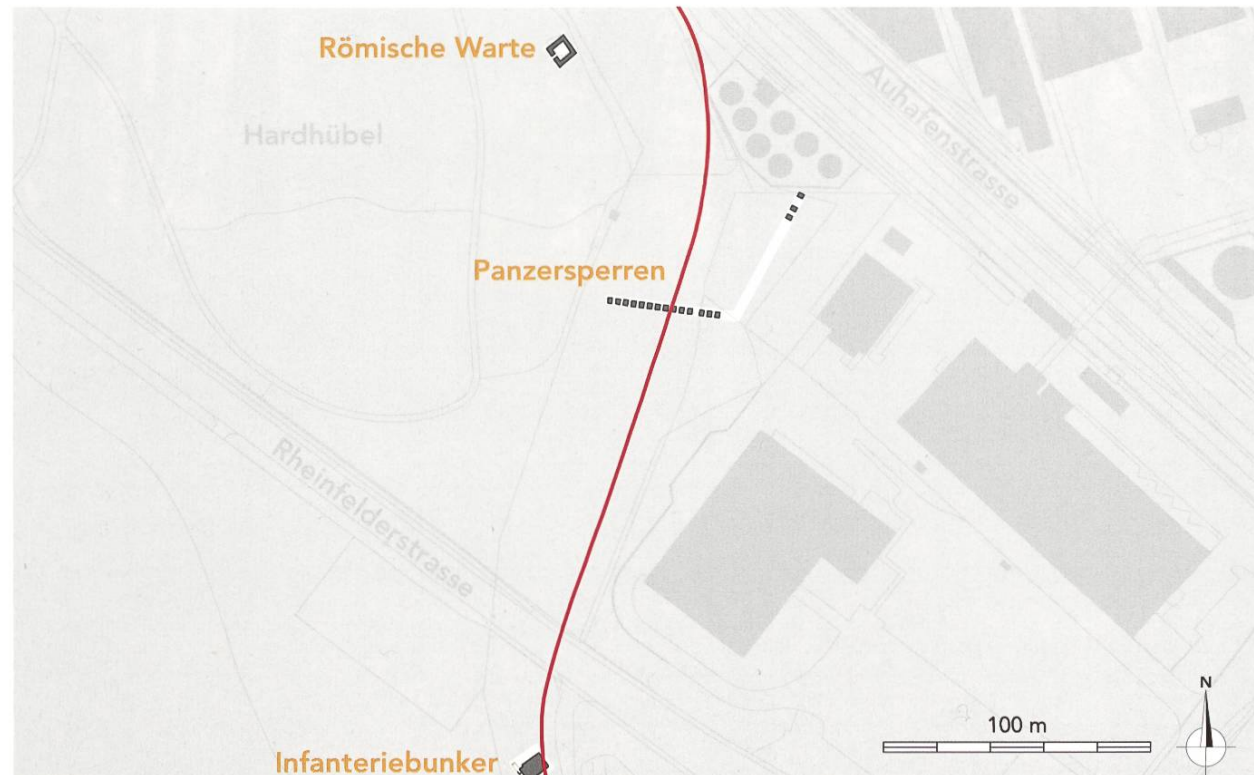 Römische Warte
Hardhübel
Auhafenstrasse
Panzersperren
Rheinfelderstrasse
N
100 m
Infanteriebunker